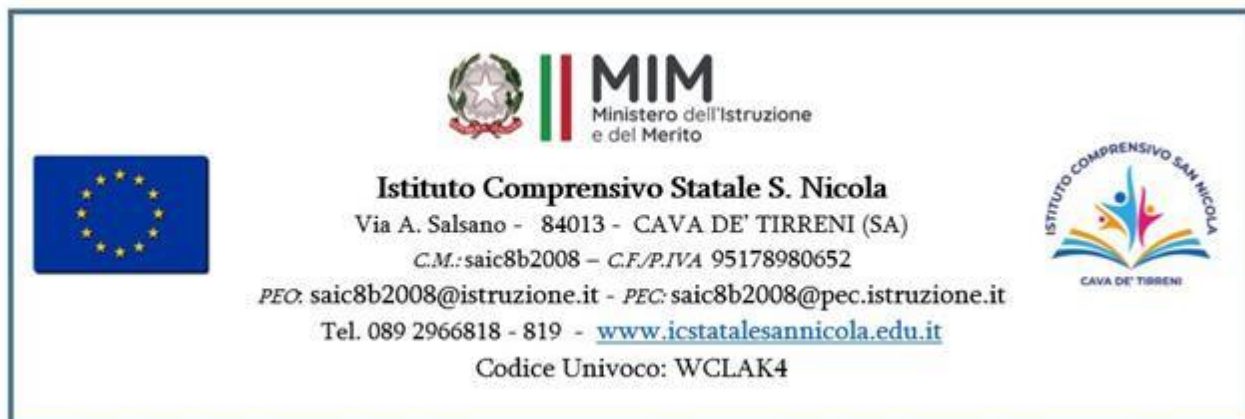 MIM
Ministero dell'Istruzione
e del Merito
Istituto Comprensivo Statale S. Nicola
Via A. Salsano - 84013 - CAVA DE' TIRRENI (SA)
C.M.: saic8b2008 – C.F./P.IVA 95178980652
PEO: saic8b2008@istruzione.it - PEC: saic8b2008@pec.istruzione.it
Tel. 089 2966818 - 819 - www.icstatalesannicola.edu.it
Codice Univoco: WCLAK4
ISTITUTO COMPRENSIVO SAN NICOLA
CAVA DE' TIRRENI